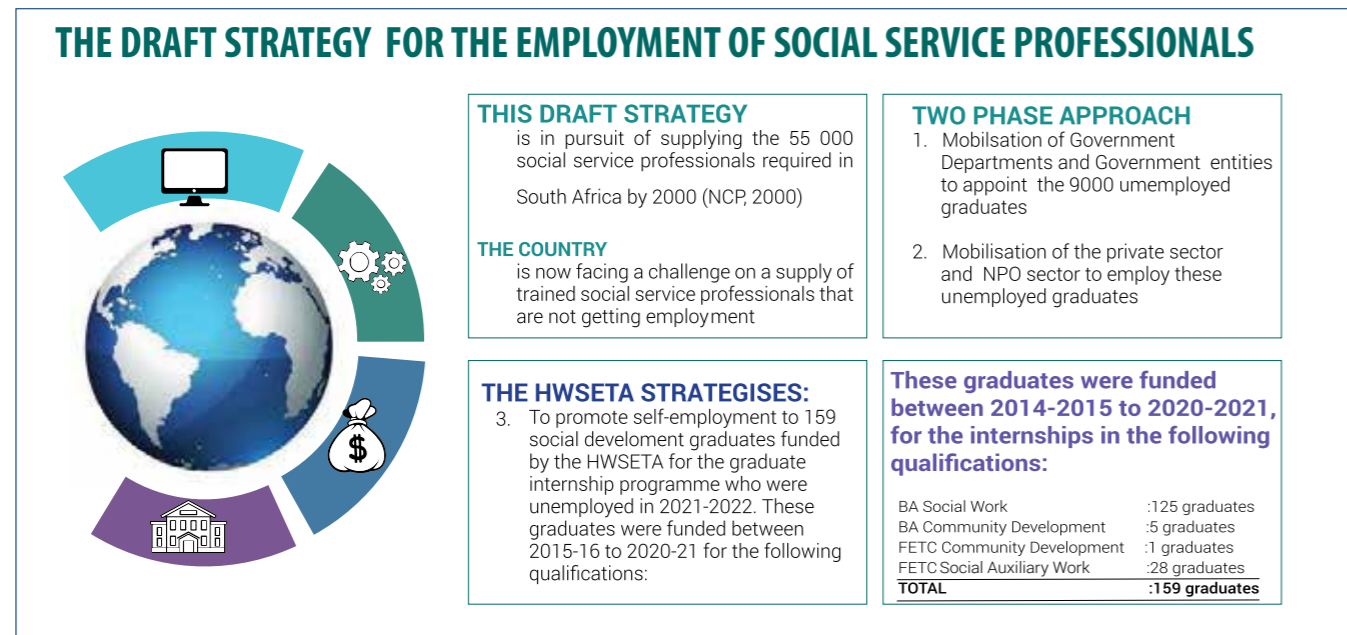 THE DRAFT STRATEGY FOR THE EMPLOYMENT OF SOCIAL SERVICE PROFESSIONALS
THIS DRAFT STRATEGY
is in pursuit of supplying the 55 000
social service professionals required in
South Africa by 2000 (NCP, 2000)
THE COUNTRY
is now facing a challenge on a supply of
trained social service professionals that
are not getting employment
TWO PHASE APPROACH
1. Mobilsation of Government
Departments and Government entities
to appoint the 9000 umemployed
graduates
2. Mobilisation of the private sector
and NPO sector to employ these
unemployed graduates
THE HWSETA STRATEGISES:
3. To promote self-employment to 159
social develoment graduates funded
by the HWSETA for the graduate
internship programme who were
unemployed in 2021-2022. These
graduates were funded between
2015-16 to 2020-21 for the following
qualifications:
These graduates were funded
between 2014-2015 to 2020-2021,
for the internships in the following
qualifications:
BA Social Work :125 graduates
BA Community Development :5 graduates
FETC Community Development :1 graduates
FETC Social Auxiliary Work :28 graduates
TOTAL :159 graduates
$